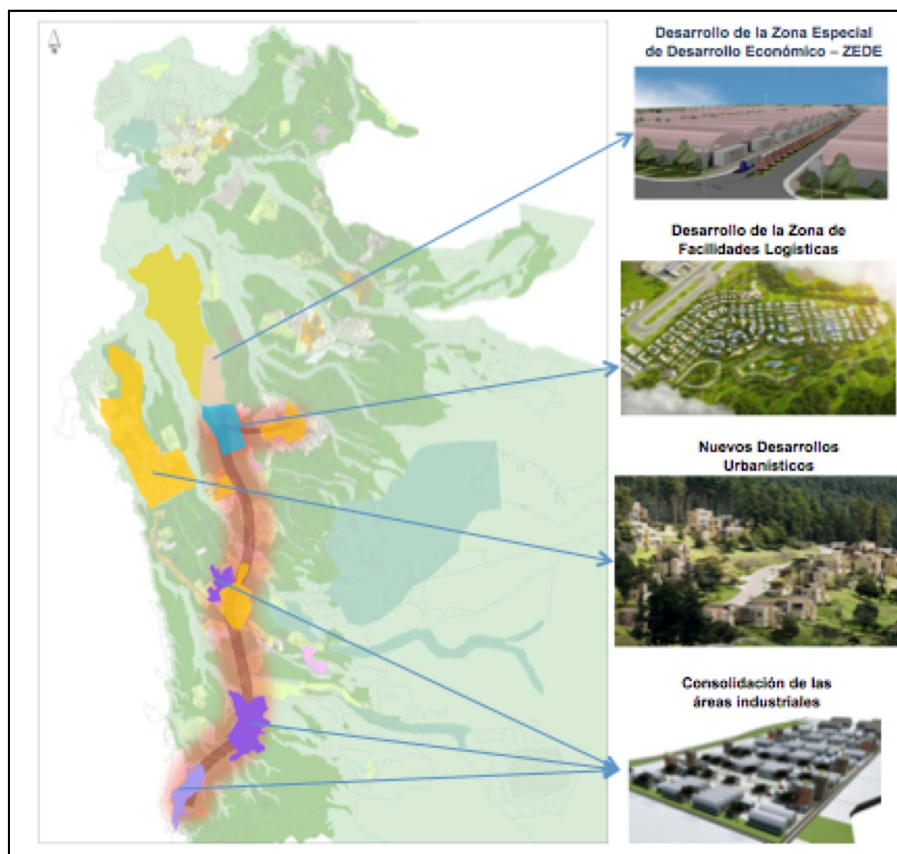 Desarrollo de la Zona Especial
de Desarrollo Económico – ZEDE
Desarrollo de la Zona de
Facilidades Logísticas
Nuevos Desarrollos
Urbanísticos
Consolidación de las
áreas industriales